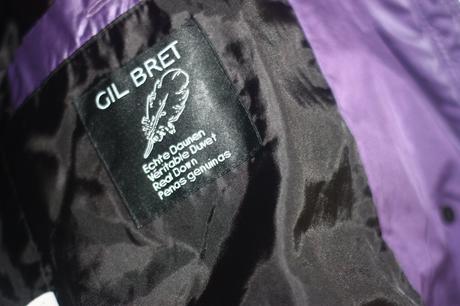 GIL BRET
Echte Daunen
Véritable Duvet
Real Down
Penas genuinas